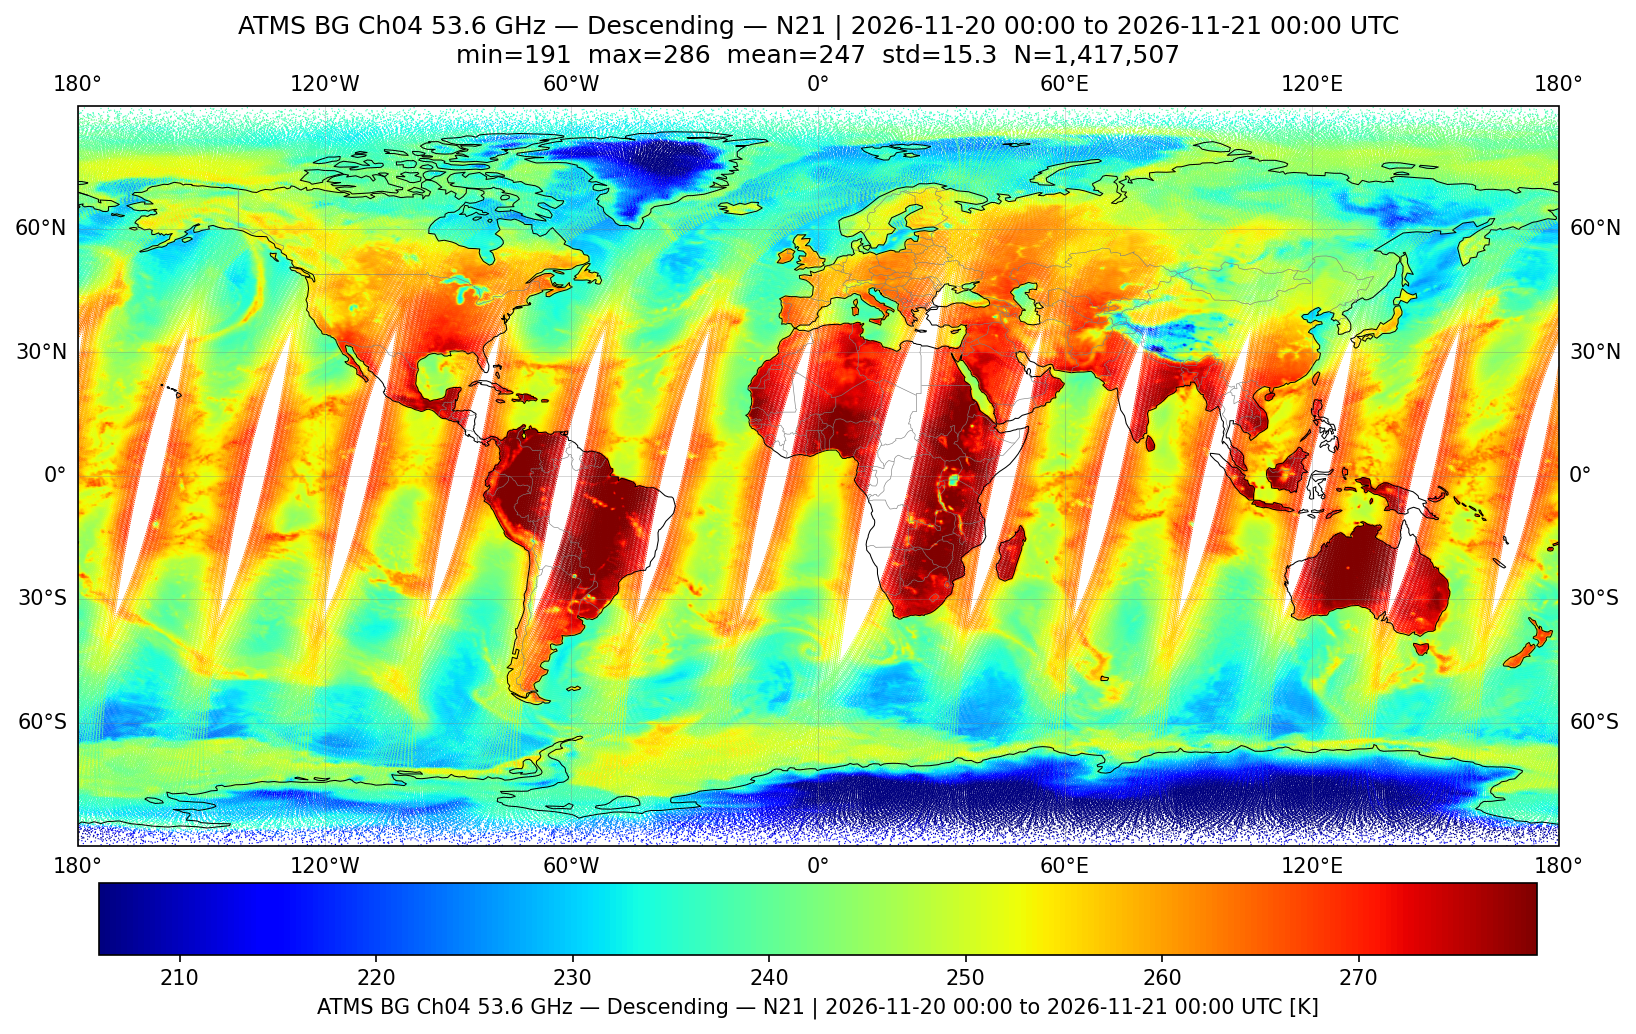 ATMS BG Ch04 53.6 GHz — Descending — N21 | 2026-11-20 00:00 to 2026-11-21 00:00 UTC
min=191 max=286 mean=247 std=15.3 N=1,417,507
180° 120°W 60°W 0° 60°E 120°E 180°
60°N 60°N
30°N 30°N
0° 0°
30°S 30°S
60°S 60°S
180° 120°W 60°W 0° 60°E 120°E 180°
210 220 230 240 250 260 270
ATMS BG Ch04 53.6 GHz — Descending — N21 | 2026-11-20 00:00 to 2026-11-21 00:00 UTC [K]